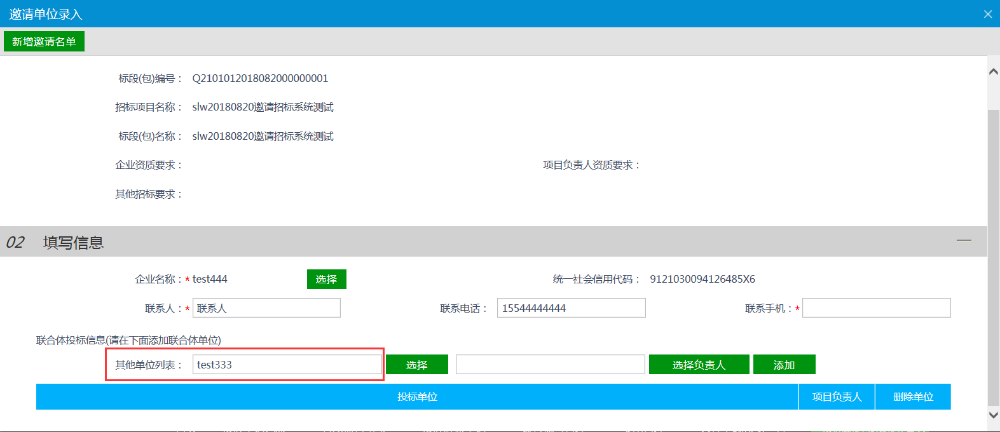 邀请单位录入
新增邀请名单
标段(包)编号： Q2101012018082000000001
招标项目名称： slw20180820邀请招标系统测试
标段(包)名称： slw20180820邀请招标系统测试
企业资质要求： 项目负责人资质要求：
其他招标要求：
02 填写信息
企业名称：* test444 选择 统一社会信用代码： 9121030094126485X6
联系人：* 联系人 联系电话： 15544444444 联系手机：*
联合体投标信息(请在下面添加联合体单位)
其他单位列表： test333 选择 选择负责人 添加
投标单位 项目负责人 删除单位